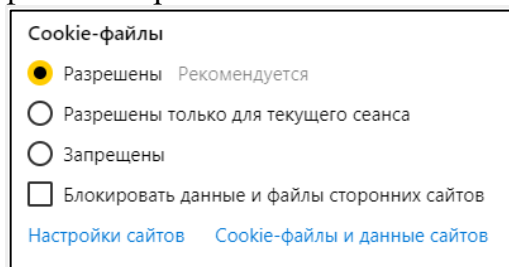 Cookie-файлы
Разрешены Рекомендуется
Разрешены только для текущего сеанса
Запрещены
Блокировать данные и файлы сторонних сайтов
Настройки сайтов Cookie-файлы и данные сайтов